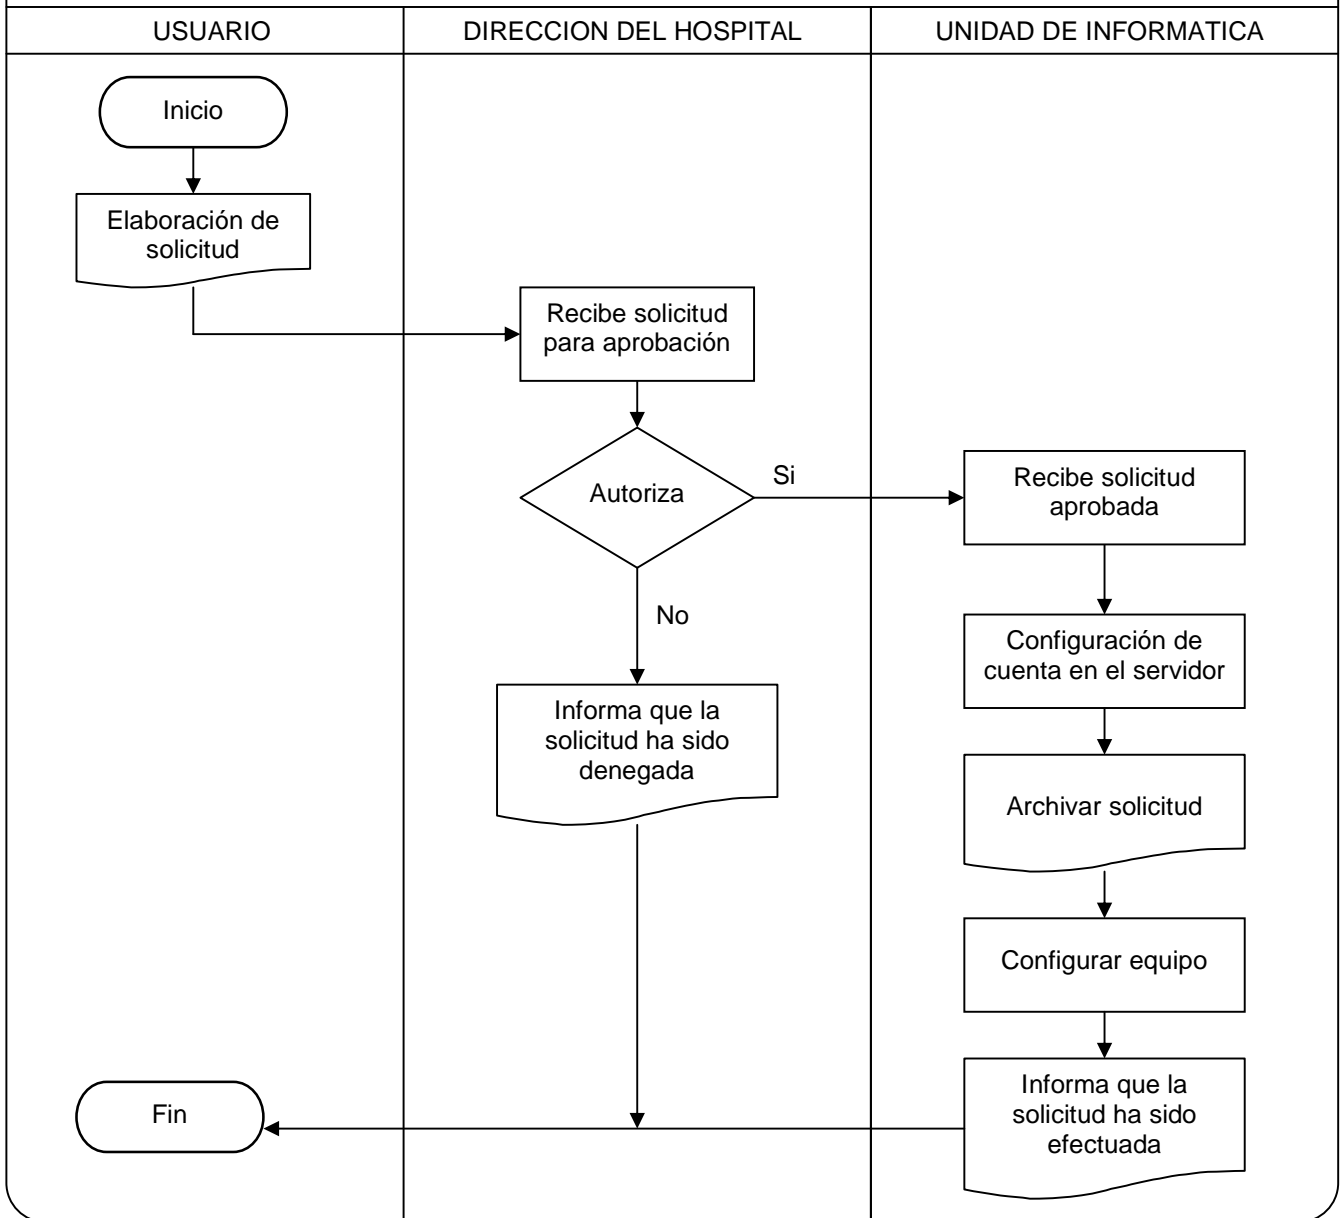 USUARIO
DIRECCION DEL HOSPITAL
UNIDAD DE INFORMATICA
Inicio
Elaboración de
solicitud
Recibe solicitud
para aprobación
Autoriza
Si
No
Informa que la
solicitud ha sido
denegada
Recibe solicitud
aprobada
Configuración de
cuenta en el servidor
Archivar solicitud
Configurar equipo
Informa que la
solicitud ha sido
efectuada
Fin